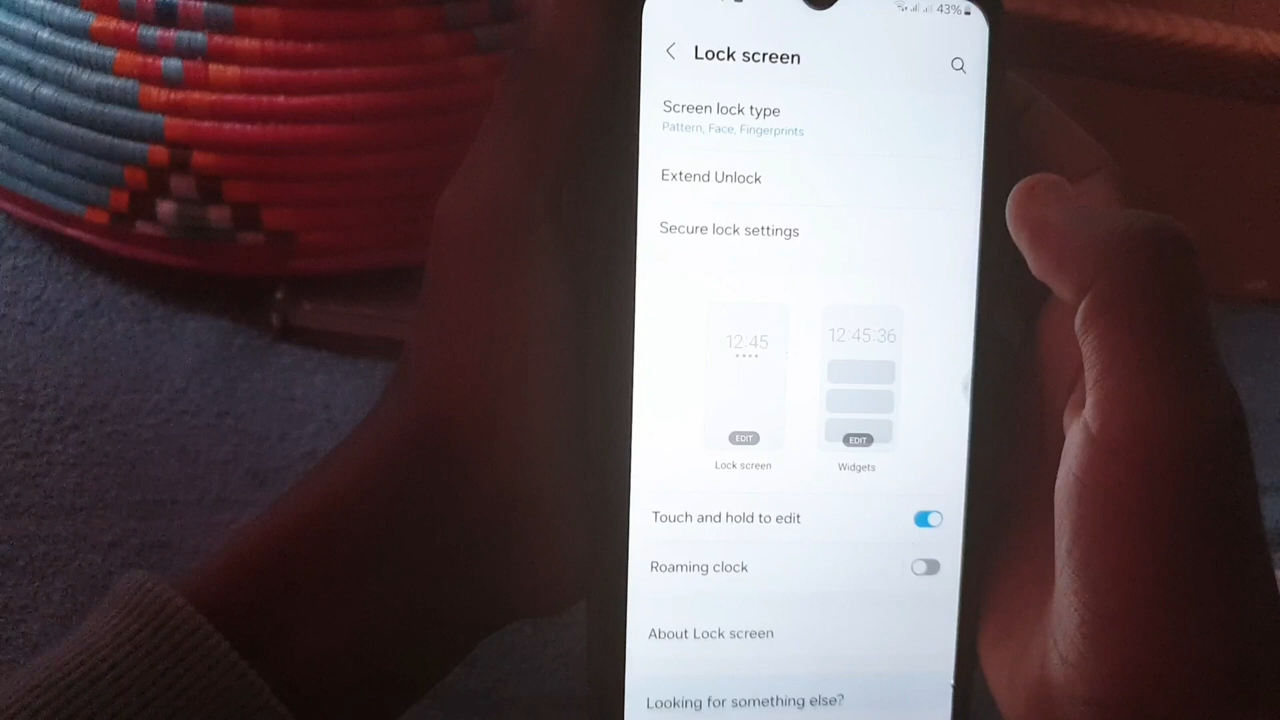 43%
Lock screen
Screen lock type
Pattern, Face, Fingerprints
Extend Unlock
Secure lock settings
12:45
12:45:36
EDIT
EDIT
Lock screen
Widgets
Touch and hold to edit
Roaming clock
About Lock screen
Looking for something else?